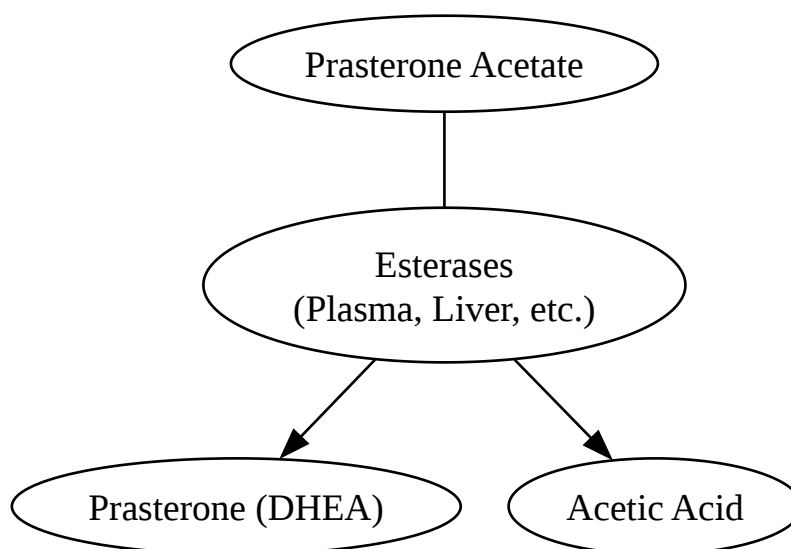 Prasterone Acetate
Esterases
(Plasma, Liver, etc.)
Prasterone (DHEA)
Acetic Acid